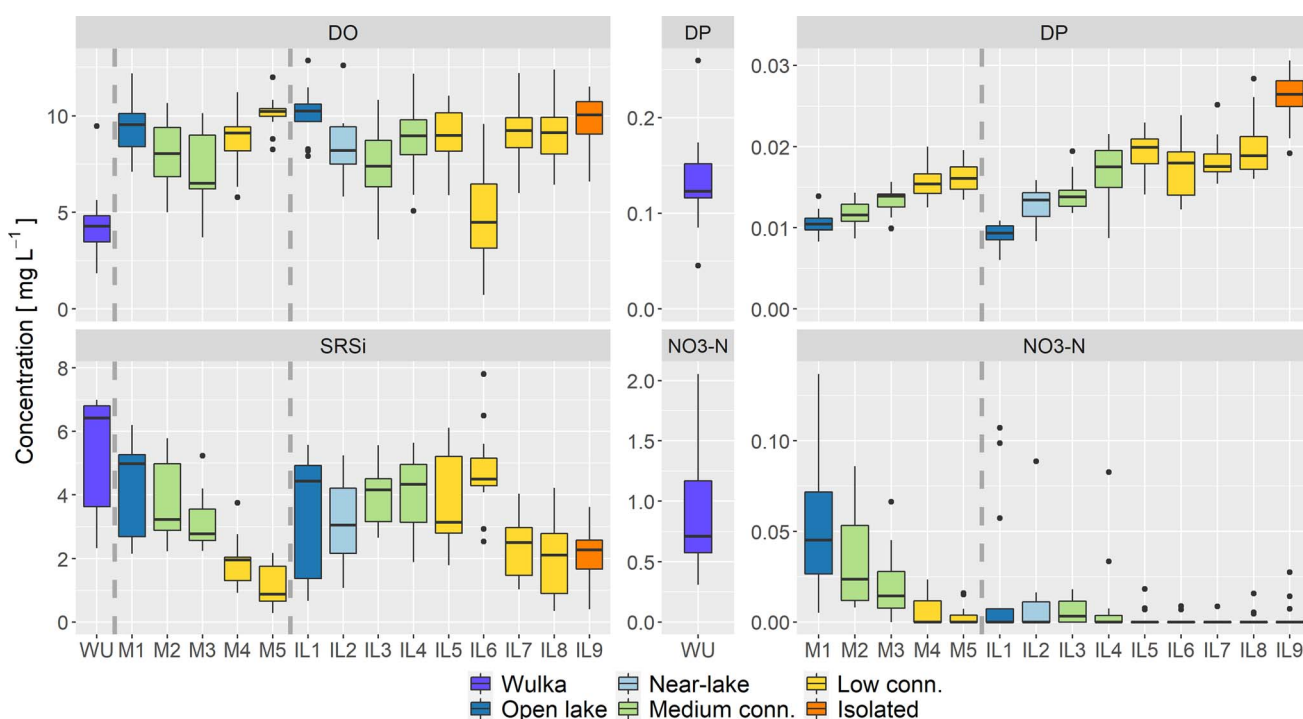 DO
DP
DP
10
5
0
0.2
0.1
0.0
0.03
0.02
0.01
0.00
Concentration [ mg L−1 ]
SRSi
NO3-N
NO3-N
8
6
4
2
0
2.0
1.5
1.0
0.5
0.0
0.10
0.05
0.00
WU M1 M2 M3 M4 M5 IL1 IL2 IL3 IL4 IL5 IL6 IL7 IL8 IL9
WU
M1 M2 M3 M4 M5 IL1 IL2 IL3 IL4 IL5 IL6 IL7 IL8 IL9
Wulka Near-lake Low conn.
Open lake Medium conn. Isolated